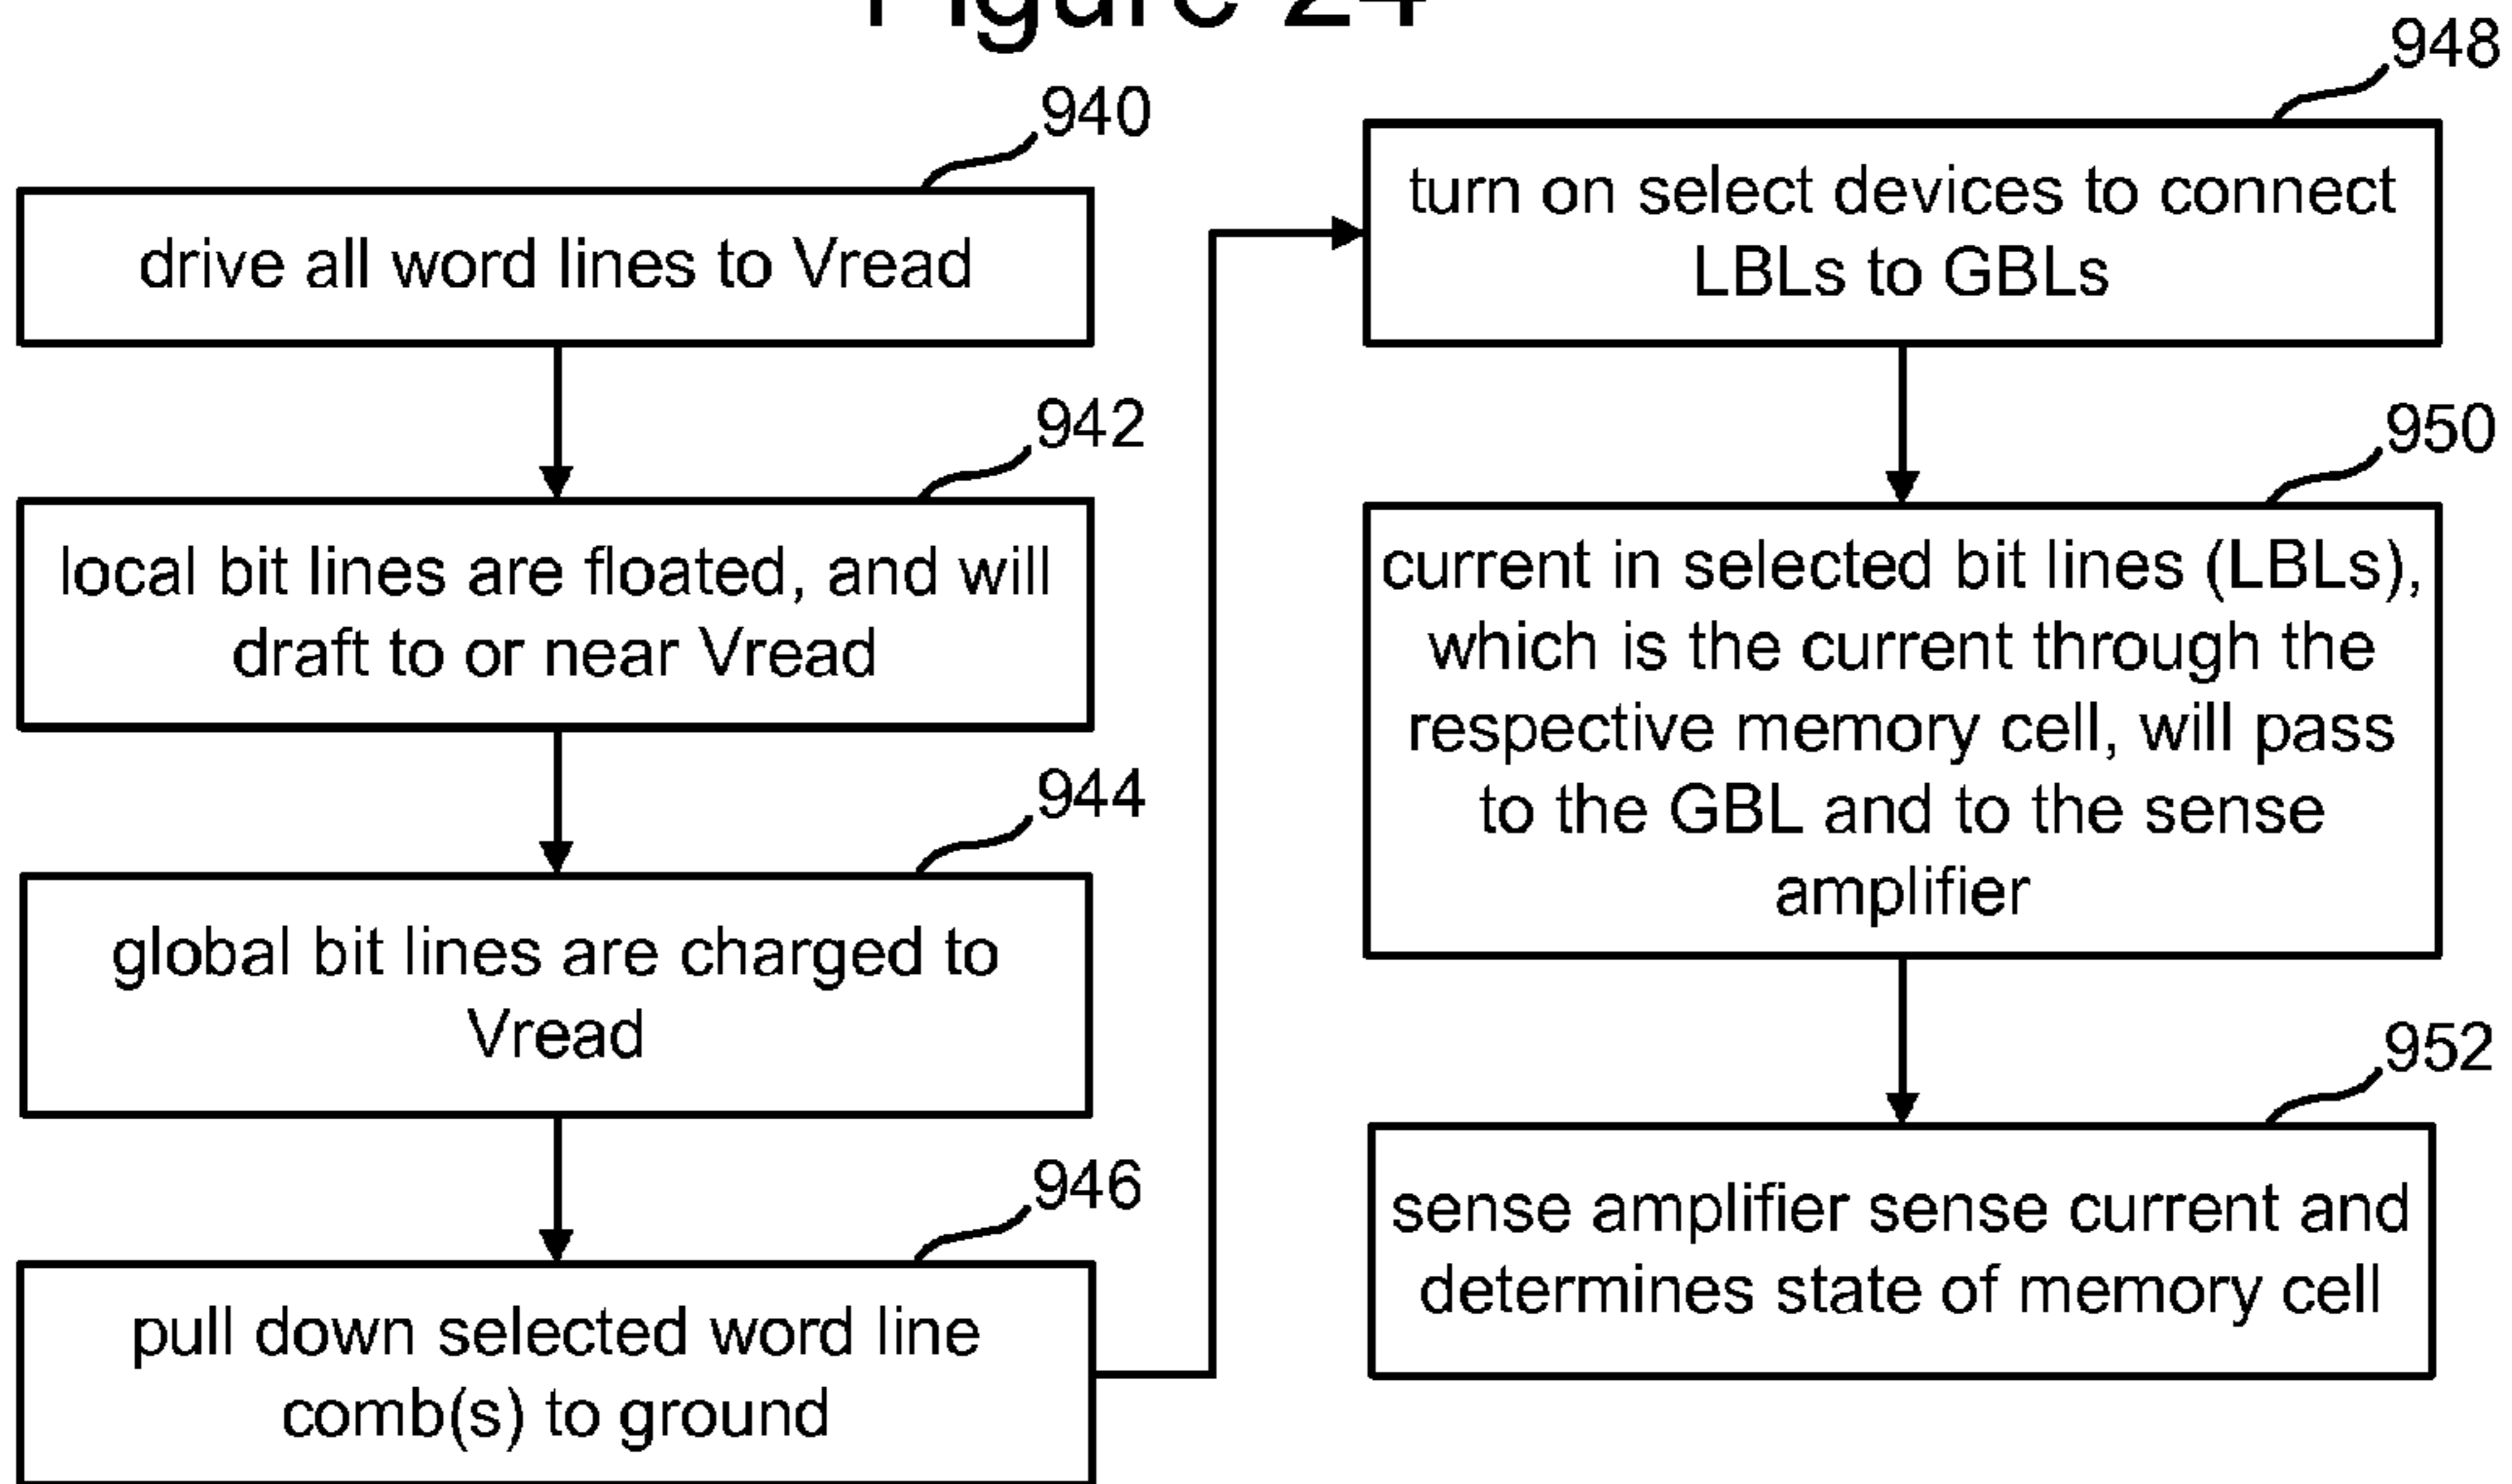 Figure 24
940
drive all word lines to Vread
942
local bit lines are floated, and will
draft to or near Vread
944
global bit lines are charged to
Vread
946
pull down selected word line
comb(s) to ground
948
turn on select devices to connect
LBLs to GBLs
950
current in selected bit lines (LBLs),
which is the current through the
respective memory cell, will pass
to the GBL and to the sense
amplifier
952
sense amplifier sense current and
determines state of memory cell